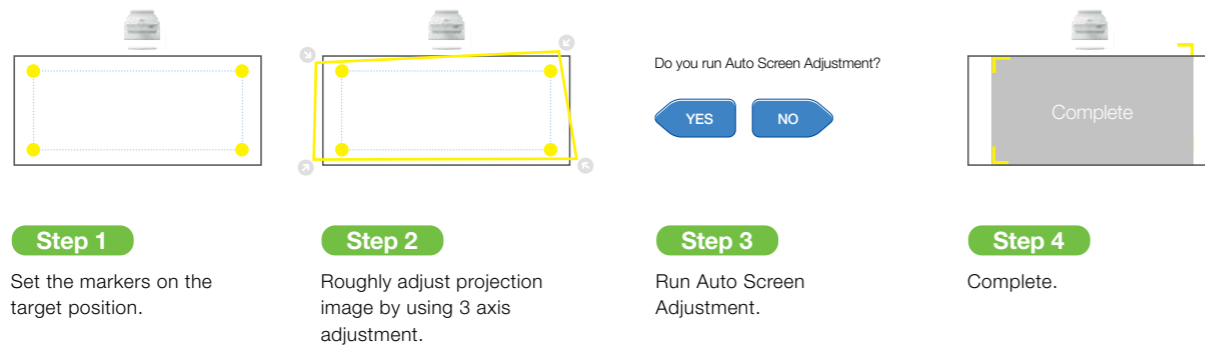 Do you run Auto Screen Adjustment?
YES
NO
Complete
Step 1
Set the markers on the
target position.
Step 2
Roughly adjust projection
image by using 3 axis
adjustment.
Step 3
Run Auto Screen
Adjustment.
Step 4
Complete.